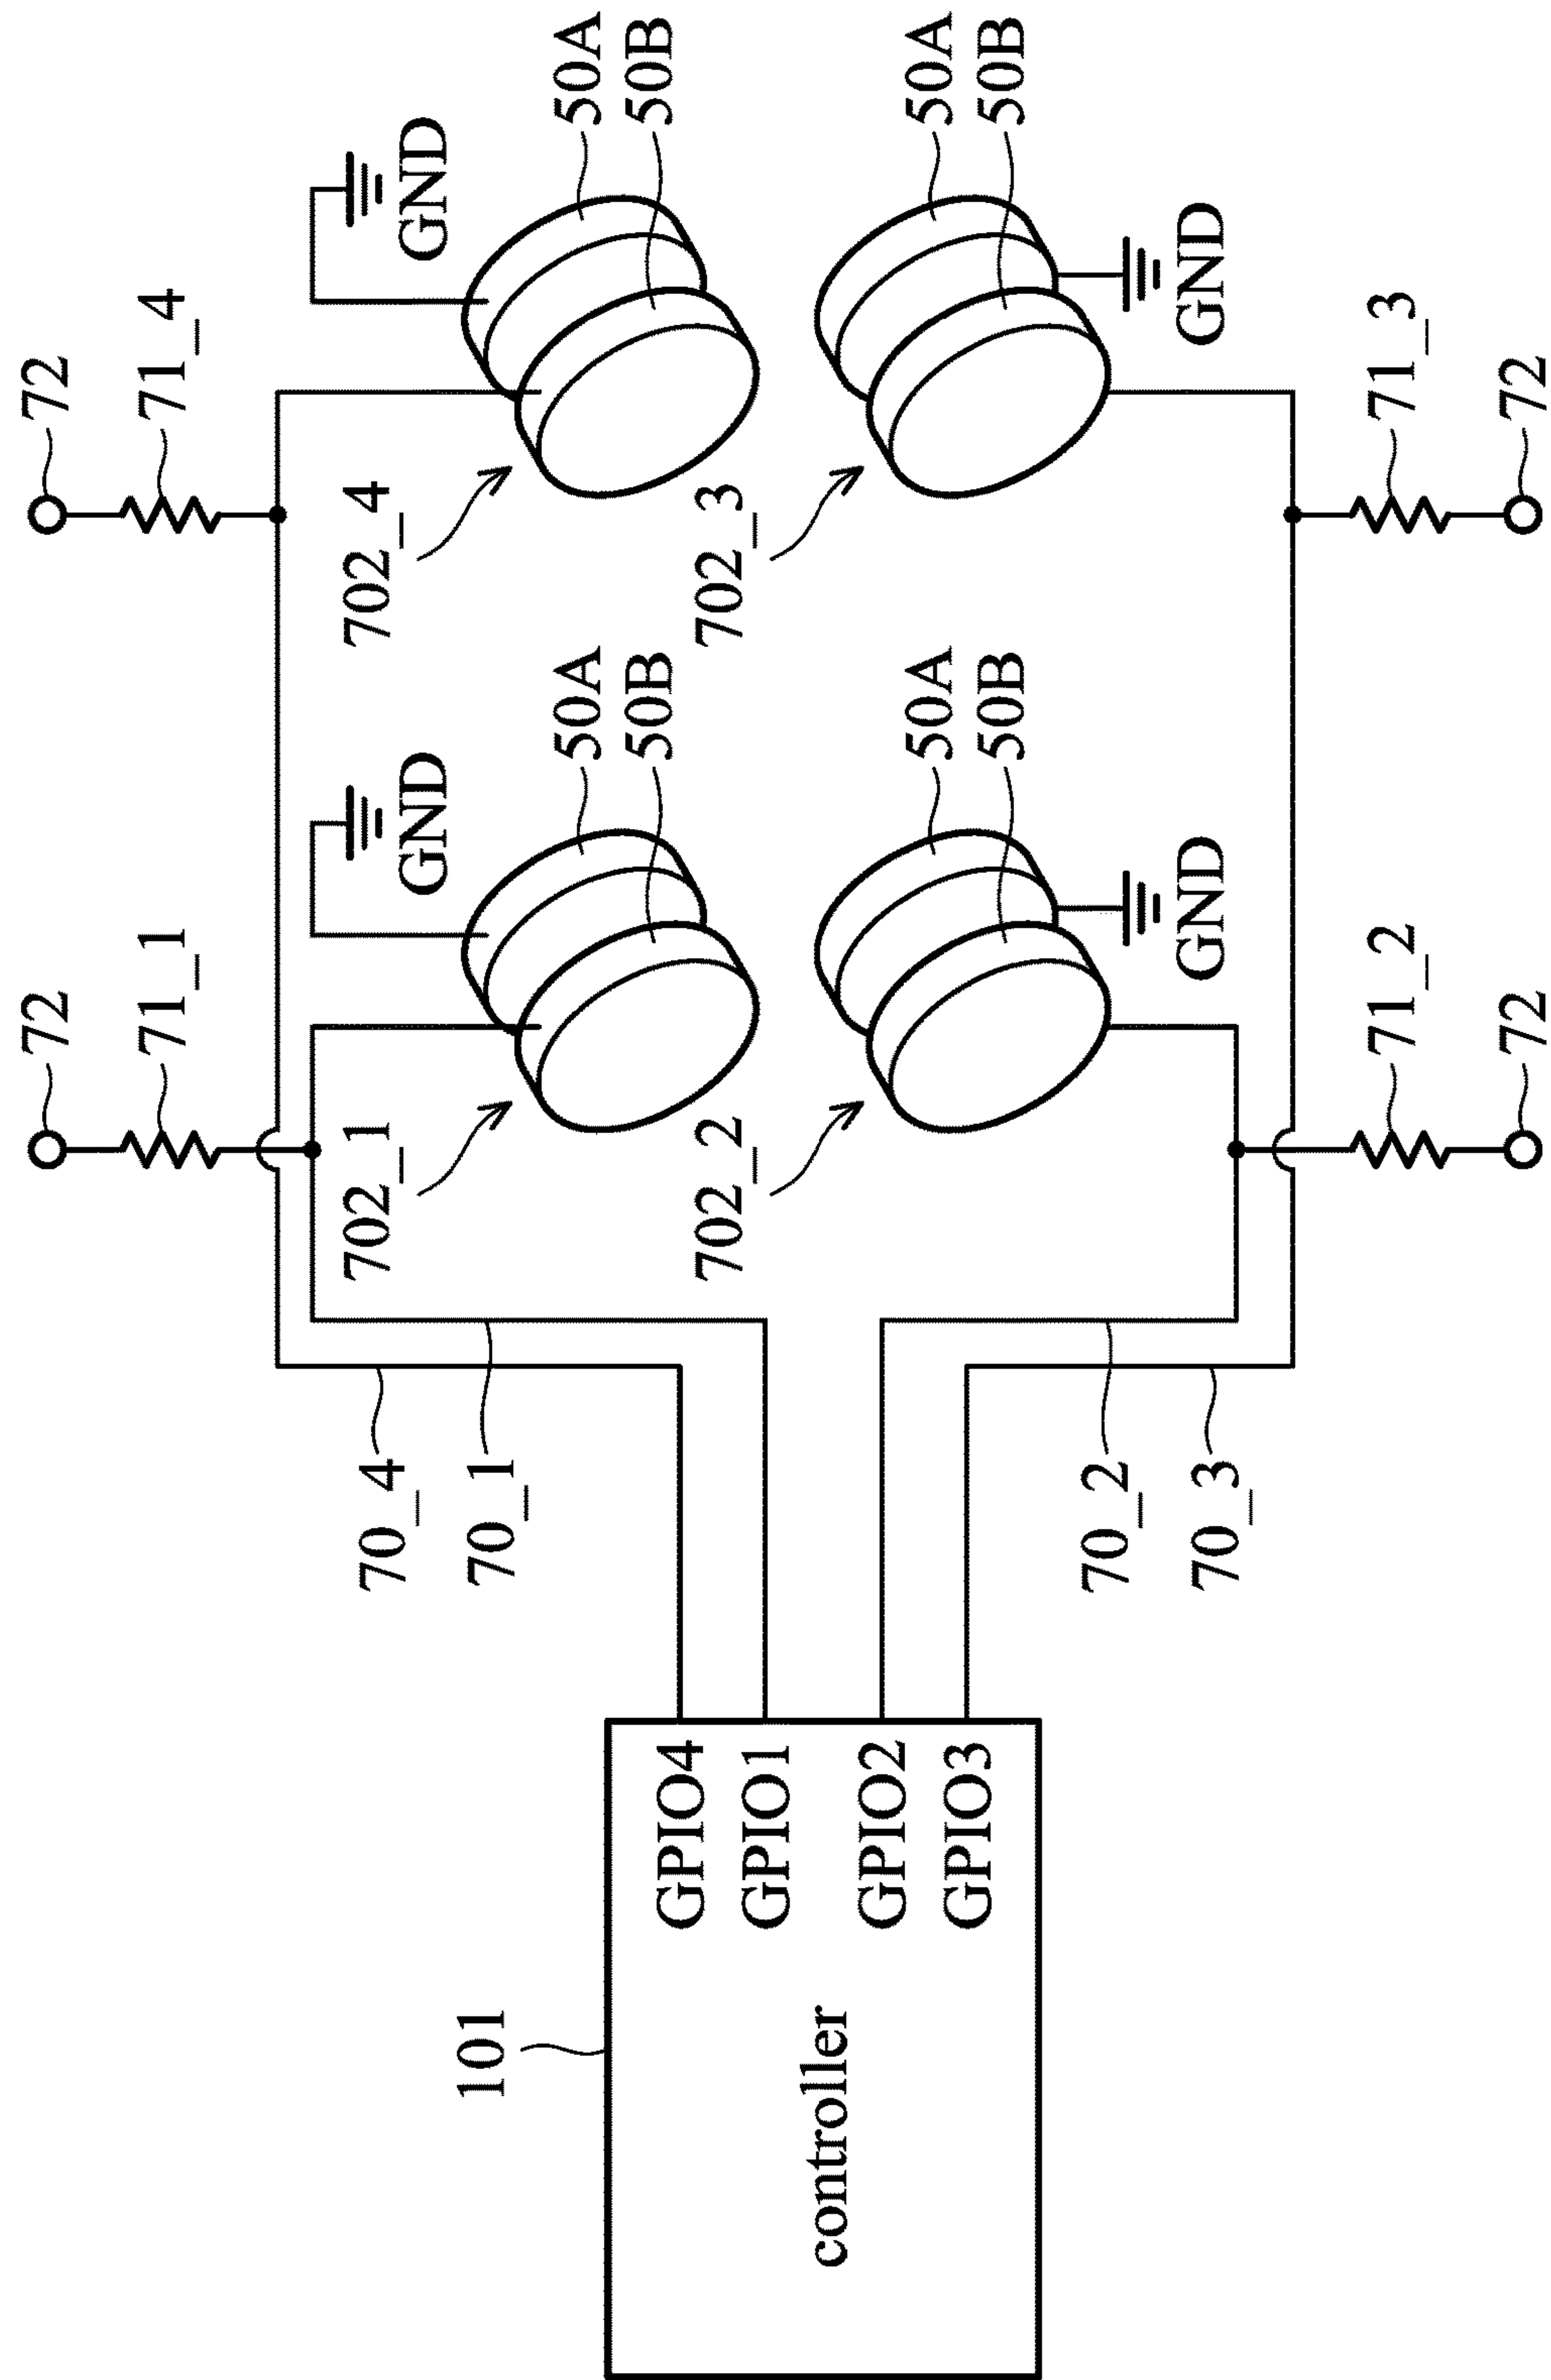 72
71_1
72
71_4
GND
GND
702_1
702_4
50A
50B
50A
50B
70_4
70_1
101
controller
GPIO4
GPIO1
GPIO2
GPIO3
702_2
702_3
50A
50B
50A
50B
70_2
70_3
GND
GND
71_2
71_3
72
72